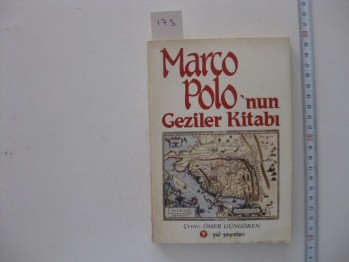 173
Marco
Polo'nun
Geziler Kitabı
Çeviri: ÖMER GÜNGÖREN
yol yayınları